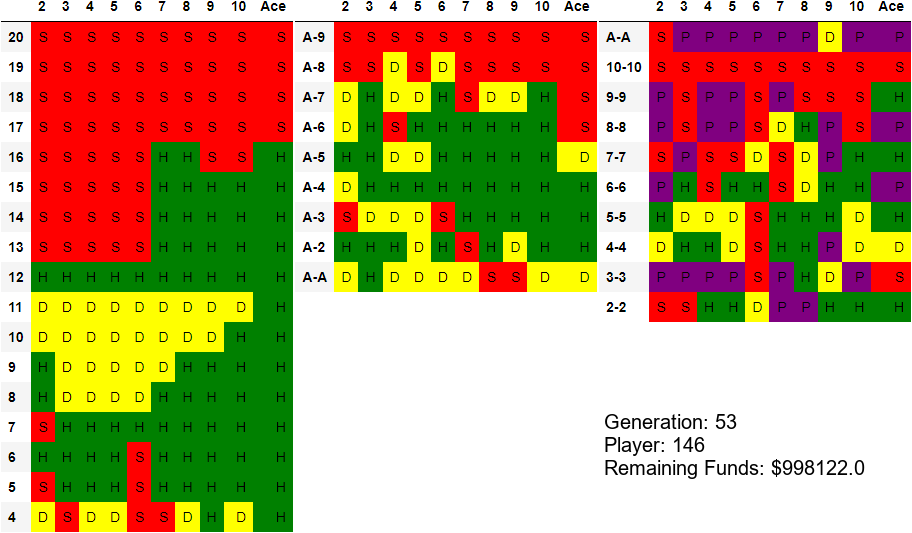 2 3 4 5 6 7 8 9 10 Ace
20 S S S S S S S S S S
19 S S S S S S S S S S
18 S S S S S S S S S S
17 S S S S S S S S S S
16 S S S S S H H S S H
15 S S S S S H H H H H
14 S S S S S H H H H H
13 S S S S S H H H H H
12 H H H H H H H H H H
11 D D D D D D D D D H
10 D D D D D D D D H H
9 H D D D D D H H H H
8 H D D D D H H H H H
7 S H H H H H H H H H
6 H H H H S H H H H H
5 S H H H S H H H H H
4 D S D D S S D H D H
2 3 4 5 6 7 8 9 10 Ace
A-9 S S S S S S S S S S
A-8 S S D S D S S S S S
A-7 D H D D H S D D H S
A-6 D H S H H H H H H S
A-5 H H D D H H H H H D
A-4 D H H H H H H H H H
A-3 S D D D S H H H H H
A-2 H H H D H S H D H H
A-A D H D D D D S S D D
2 3 4 5 6 7 8 9 10 Ace
A-A S P P P P P P D P P
10-10 S S S S S S S S S S
9-9 P S P P S P S S S H
8-8 P S P P S D H P S P
7-7 S P S S D S D P H H
6-6 P H S H H S D H H P
5-5 H D D D S H H H D H
4-4 D H H D S H H P D D
3-3 P P P P S P H D P S
2-2 S S H H D P P H H H
Generation: 53
Player: 146
Remaining Funds: $998122.0